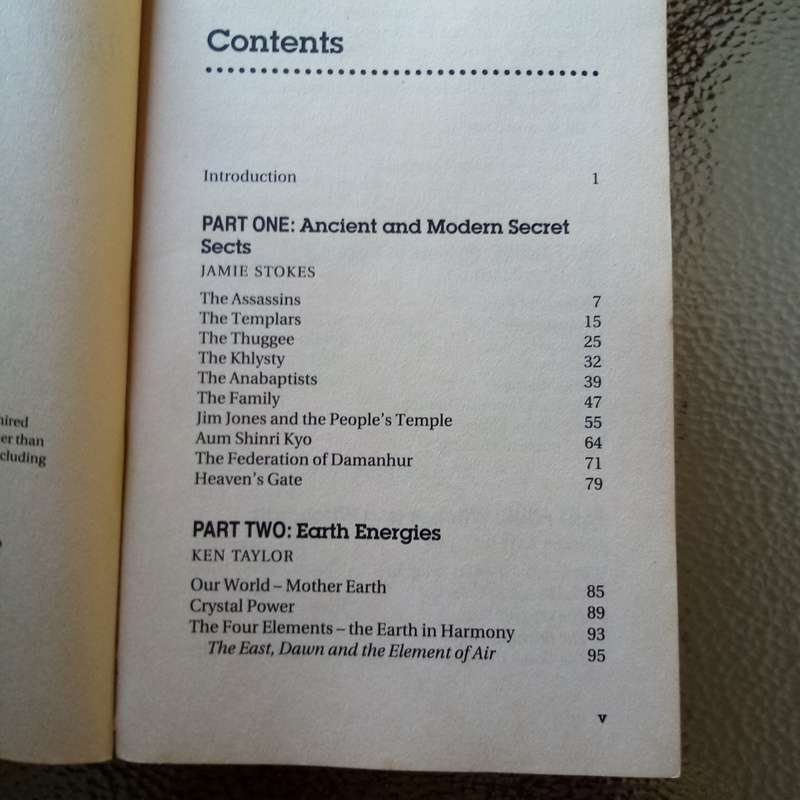 Contents
Introduction 1
PART ONE: Ancient and Modern Secret
Sects
JAMIE STOKES
The Assassins 7
The Templars 15
The Thuggee 25
The Khlysty 32
The Anabaptists 39
The Family 47
Jim Jones and the People's Temple 55
Aum Shinri Kyo 64
The Federation of Damanhur 71
Heaven's Gate 79
PART TWO: Earth Energies
KEN TAYLOR
Our World – Mother Earth 85
Crystal Power 89
The Four Elements – the Earth in Harmony 93
The East, Dawn and the Element of Air 95
v
than